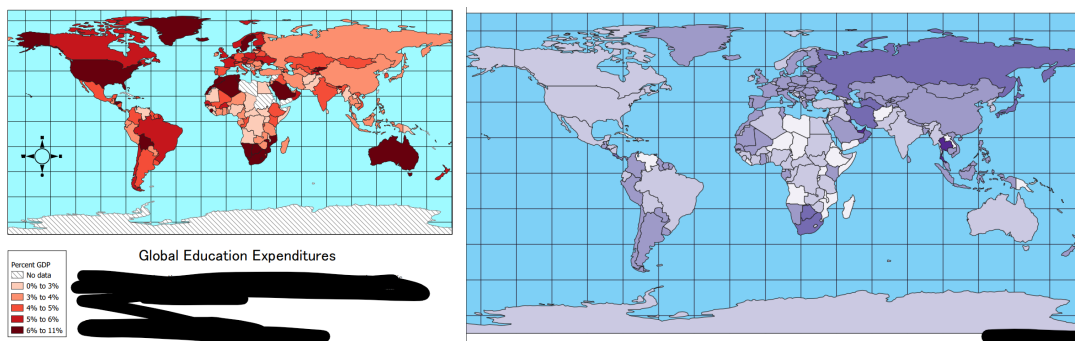 Global Education Expenditures
Percent GDP
No data
0% to 3%
3% to 4%
4% to 5%
5% to 6%
6% to 11%